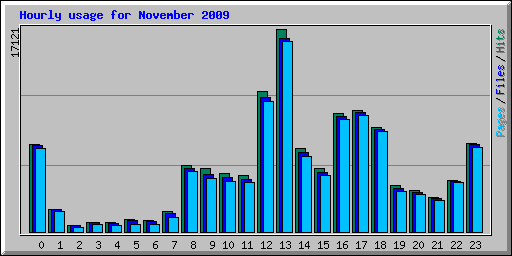 Hourly usage for November 2009
17121
Pages/Files/Hits
0 1 2 3 4 5 6 7 8 9 10 11 12 13 14 15 16 17 18 19 20 21 22 23